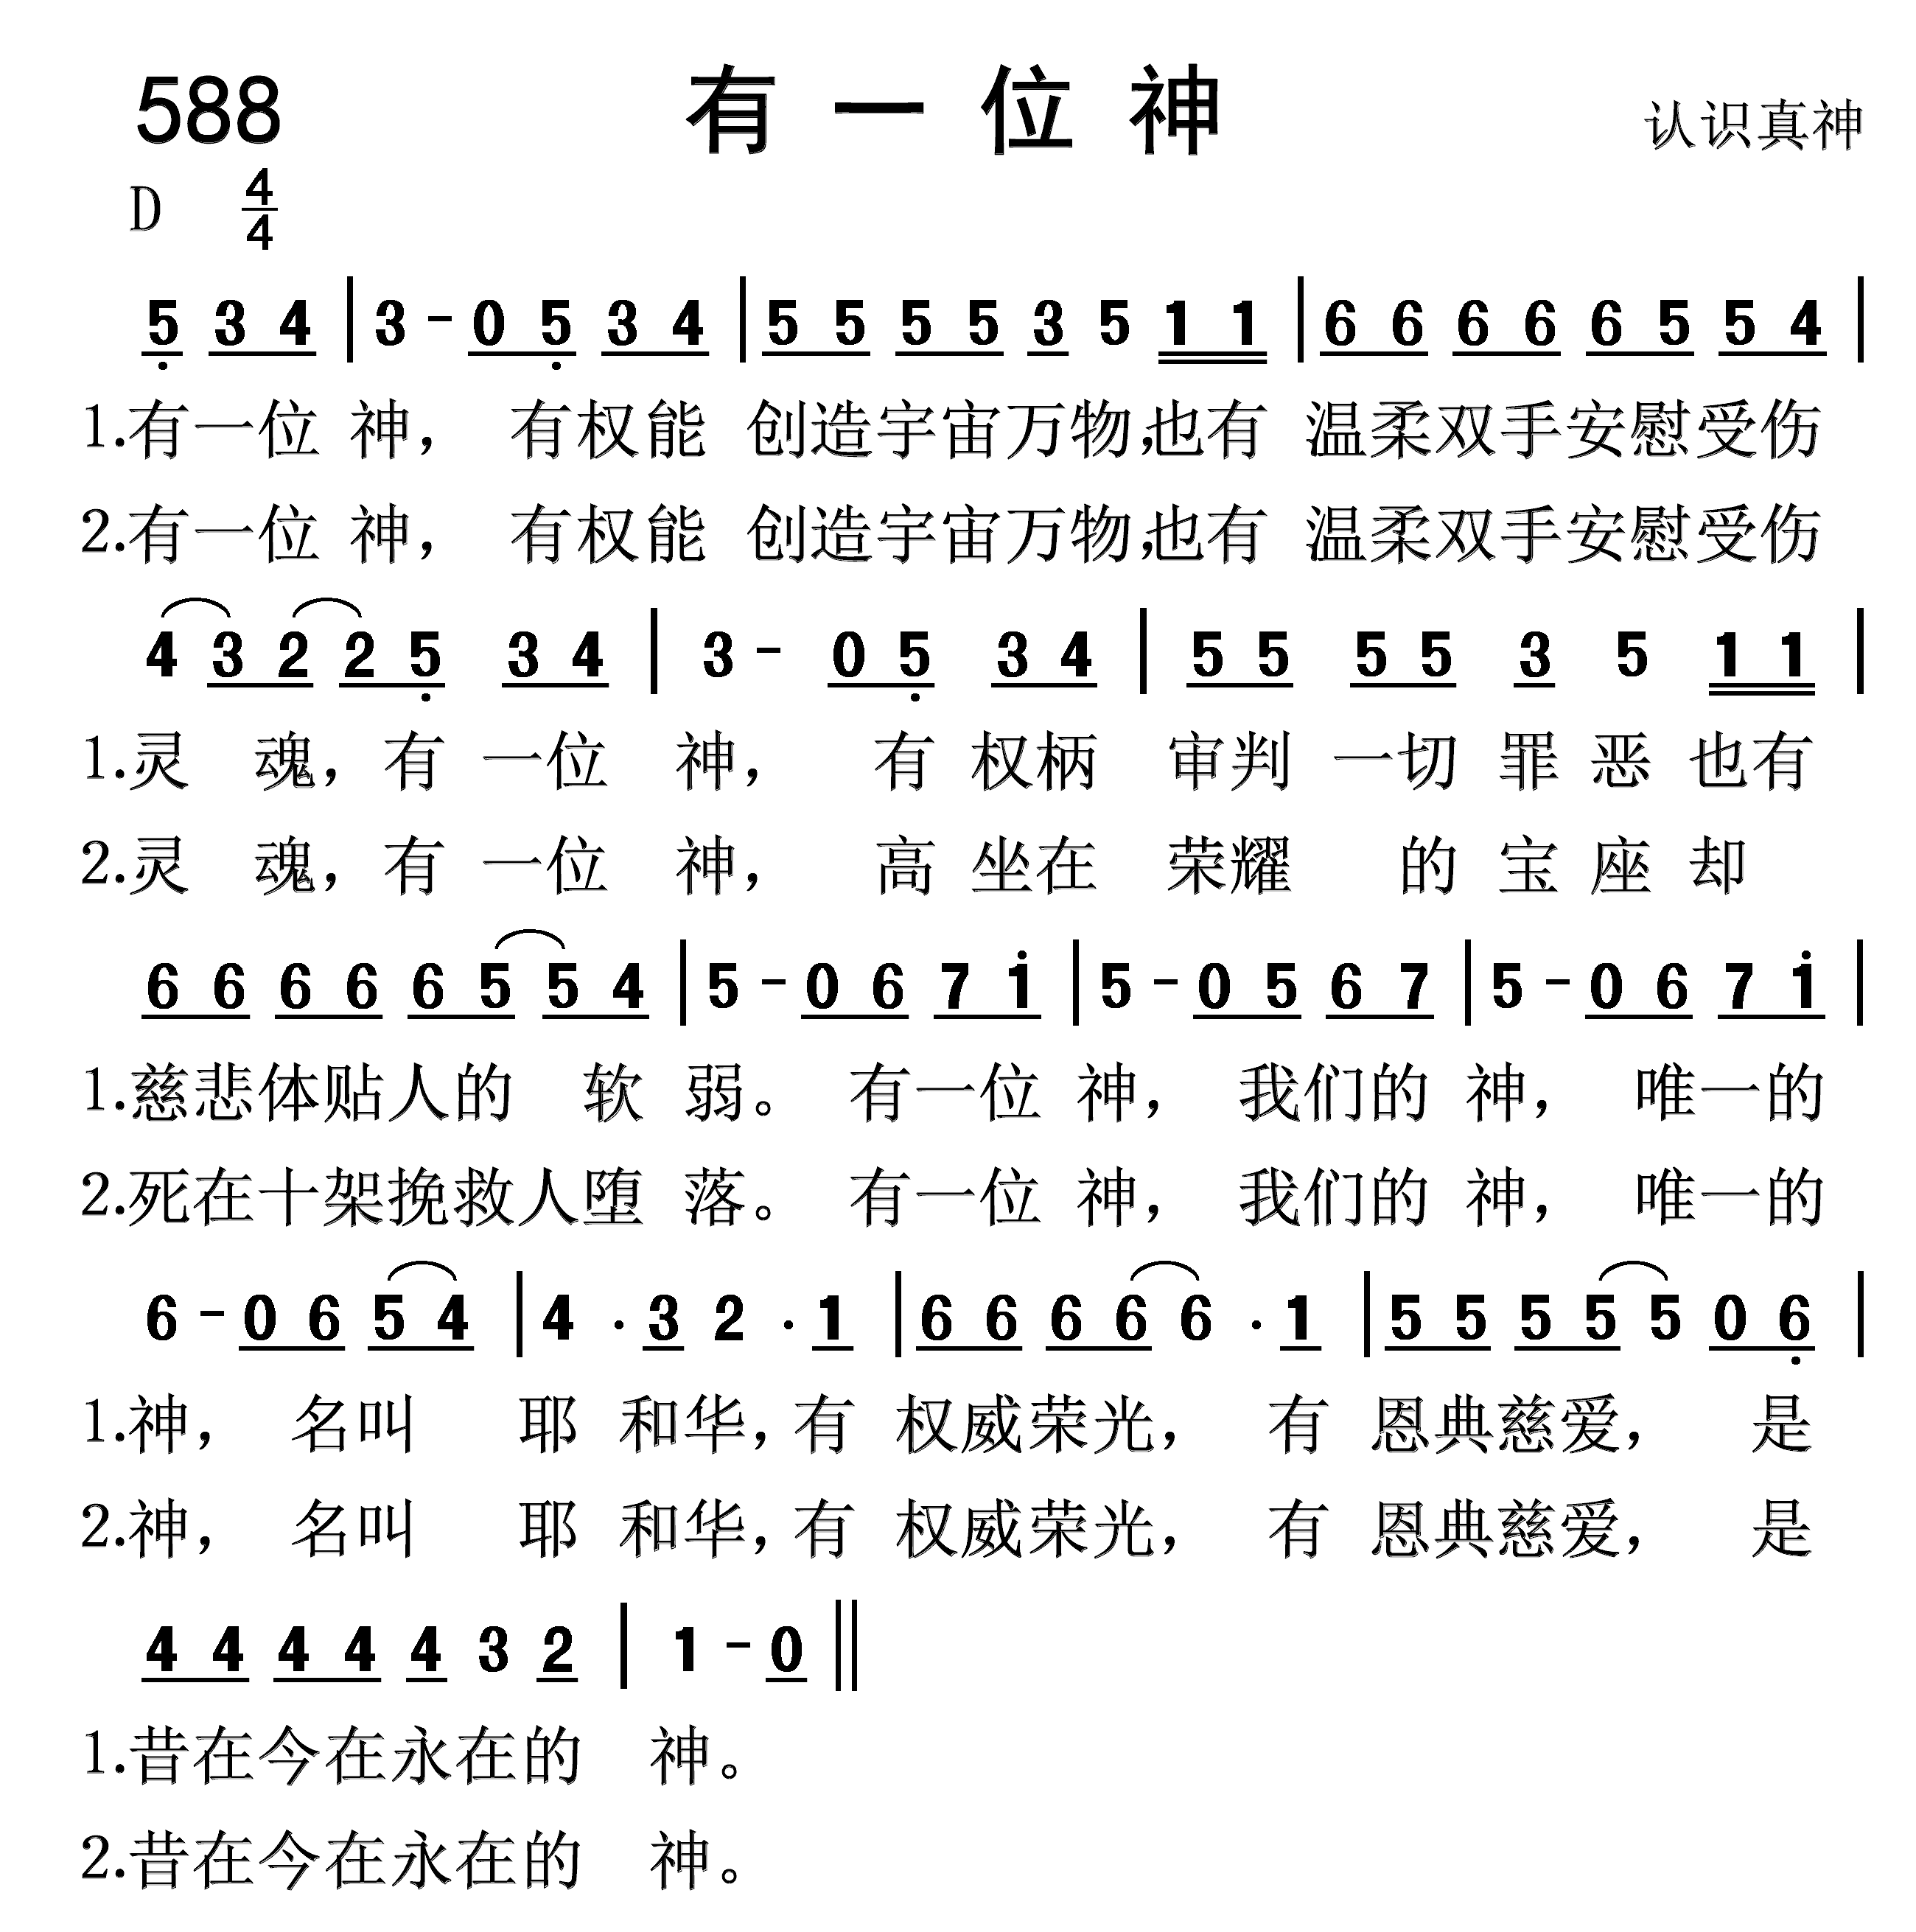 588 有一位神 认识真神
D 4/4
5̣ 3 4 | 3 - 0 5̣ 3 4 | 5 5 5 5 3 5 1 1 | 6 6 6 6 6 5 5 4 |
1.有一位 神， 有权能 创造宇宙万物，也有 温柔双手安慰受伤
2.有一位 神， 有权能 创造宇宙万物，也有 温柔双手安慰受伤
4 3 2 2 5̣ 3 4 | 3 - 0 5̣ 3 4 | 5 5 5 5 3 5 1 1 |
1.灵 魂，有 一位 神， 有 权柄 审判 一切 罪 恶 也有
2.灵 魂，有 一位 神， 高 坐在 荣耀 的 宝 座 却
6 6 6 6 6 5 5 4 | 5 - 0 6 7 i | 5 - 0 5 6 7 | 5 - 0 6 7 i |
1.慈悲体贴人的 软 弱。 有一位 神， 我们的 神， 唯一的
2.死在十架挽救人堕 落。 有一位 神， 我们的 神， 唯一的
6 - 0 6 5 4 | 4 · 3 2 · 1 | 6 6 6 6 6 · 1 | 5 5 5 5 5 0 6̣ |
1.神， 名叫 耶 和华，有 权威荣光， 有 恩典慈爱， 是
2.神， 名叫 耶 和华，有 权威荣光， 有 恩典慈爱， 是
4 4 4 4 4 3 2 | 1 - 0 ||
1.昔在今在永在的 神。
2.昔在今在永在的 神。